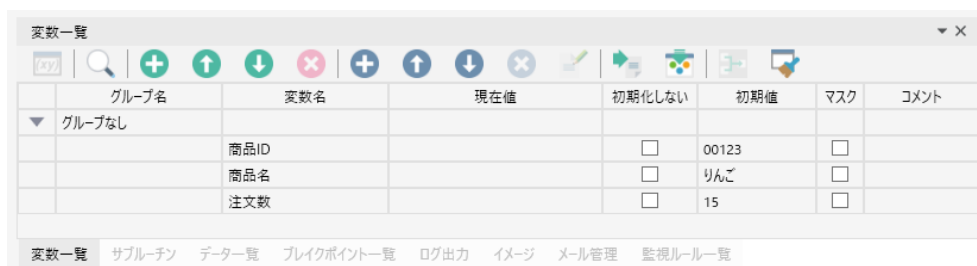 変数一覧
(xy)
グループ名 変数名 現在値 初期化しない 初期値 マスク コメント
グループなし
商品ID 00123
商品名 りんご
注文数 15
変数一覧 サブルーチン データ一覧 ブレイクポイント一覧 ログ出力 イメージ メール管理 監視ルール一覧